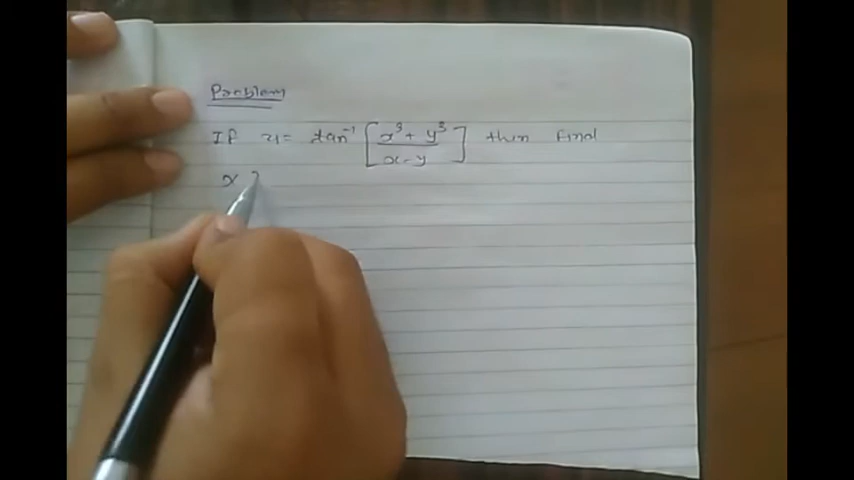 Problem
If u = tan⁻¹ [ x³ + y³ / x - y ] then Find
x